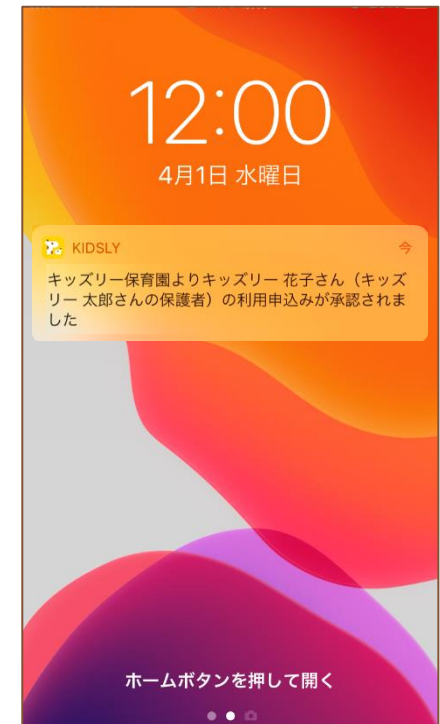 12:00
4月1日 水曜日
KIDSLY 今
キッズリー保育園よりキッズリー 花子さん（キッズ
リー 太郎さんの保護者）の利用申込みが承認されま
した
ホームボタンを押して開く